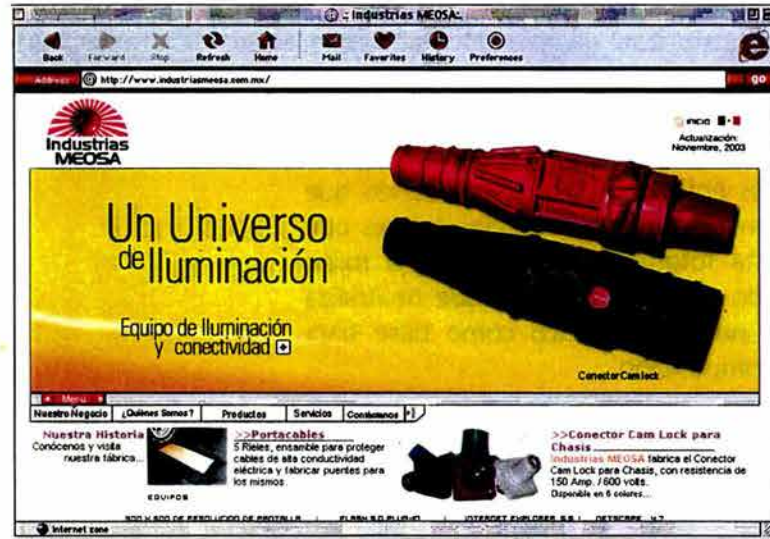 .: Industrias MEOSA:.
Back Forward Stop Refresh Home Mail Favorites History Preferences
Address http://www.industriasmeosa.com.mx/ go
Industrias
MEOSA
INICIO
Actualización:
Noviembre, 2003
Un Universo
de Iluminación
Equipo de Iluminación
y conectividad
Conector Cam lock
Menú
Nuestro Negocio ¿Quiénes Somos? Productos Servicios Contáctenos
Nuestra Historia
Conócenos y visita
nuestra fábrica...
EQUIPOS
>>Portacables
5 Rieles, ensamble para proteger
cables de alta conductividad
eléctrica y fabricar puentes para
los mismos.
>>Conector Cam Lock para
Chasis
Industrias MEOSA fabrica el Conector
Cam Lock para Chasis, con resistencia de
150 Amp. / 600 volts.
Disponible en 6 colores...
Internet zone